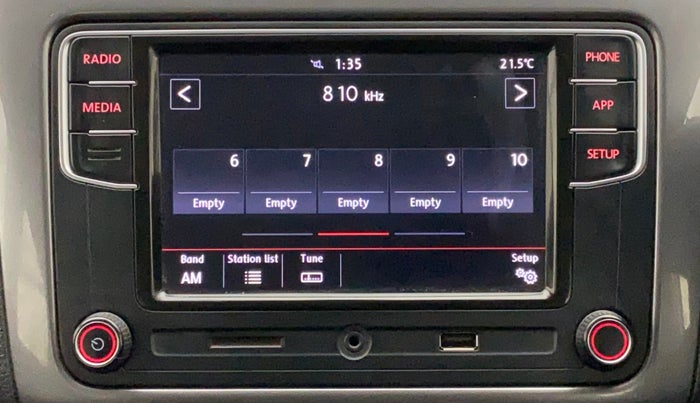 RADIO
MEDIA
PHONE
APP
SETUP
1:35
21.5°C
< 810 kHz >
6 7 8 9 10
Empty Empty Empty Empty Empty
Band Station list Tune Setup
AM